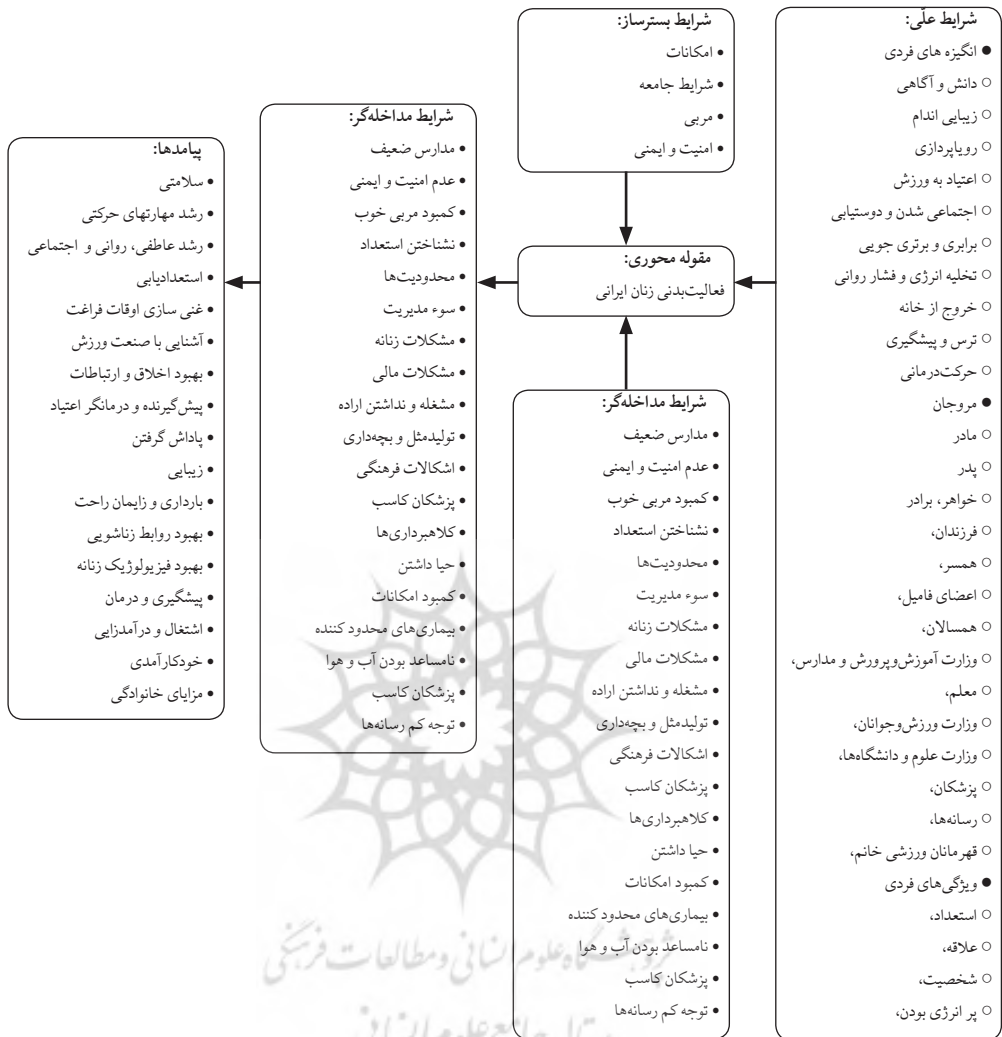 شرایط علّی:
● انگیزه های فردی
○ دانش و آگاهی
○ زیبایی اندام
○ رویاپردازی
○ اعتیاد به ورزش
○ اجتماعی شدن و دوستیابی
○ برابری و برتری جویی
○ تخلیه انرژی و فشار روانی
○ خروج از خانه
○ ترس و پیشگیری
○ حرکت‌درمانی
● مروجان
○ مادر
○ پدر
○ خواهر، برادر
○ فرزندان،
○ همسر،
○ اعضای فامیل،
○ همسالان،
○ وزارت آموزش‌وپرورش و مدارس،
○ معلم،
○ وزارت ورزش‌وجوانان،
○ وزارت علوم و دانشگاه‌ها،
○ پزشکان،
○ رسانه‌ها،
○ قهرمانان ورزشی خانم،
● ویژگی‌های فردی
○ استعداد،
○ علاقه،
○ شخصیت،
○ پر انرژی بودن،
شرایط بسترساز:
• امکانات
• شرایط جامعه
• مربی
• امنیت و ایمنی
مقوله محوری:
فعالیت‌بدنی زنان ایرانی
شرایط مداخله‌گر:
• مدارس ضعیف
• عدم امنیت و ایمنی
• کمبود مربی خوب
• نشناختن استعداد
• محدودیت‌ها
• سوء مدیریت
• مشکلات زنانه
• مشکلات مالی
• مشغله و نداشتن اراده
• تولیدمثل و بچه‌داری
• اشکالات فرهنگی
• پزشکان کاسب
• کلاهبرداری‌ها
• حیا داشتن
• کمبود امکانات
• بیماری‌های محدود کننده
• نامساعد بودن آب و هوا
• پزشکان کاسب
• توجه کم رسانه‌ها
شرایط مداخله‌گر:
• مدارس ضعیف
• عدم امنیت و ایمنی
• کمبود مربی خوب
• نشناختن استعداد
• محدودیت‌ها
• سوء مدیریت
• مشکلات زنانه
• مشکلات مالی
• مشغله و نداشتن اراده
• تولیدمثل و بچه‌داری
• اشکالات فرهنگی
• پزشکان کاسب
• کلاهبرداری‌ها
• حیا داشتن
• کمبود امکانات
• بیماری‌های محدود کننده
• نامساعد بودن آب و هوا
• پزشکان کاسب
• توجه کم رسانه‌ها
پیامدها:
• سلامتی
• رشد مهارتهای حرکتی
• رشد عاطفی، روانی و اجتماعی
• استعدادیابی
• غنی سازی اوقات فراغت
• آشنایی با صنعت ورزش
• بهبود اخلاق و ارتباطات
• پیش‌گیرنده و درمانگر اعتیاد
• پاداش گرفتن
• زیبایی
• بارداری و زایمان راحت
• بهبود روابط زناشویی
• بهبود فیزیولوژیک زنانه
• پیشگیری و درمان
• اشتغال و درآمدزایی
• خودکارآمدی
• مزایای خانوادگی
پژوهشگاه علوم انسانی و مطالعات فرهنگی
جامع علوم انسانی